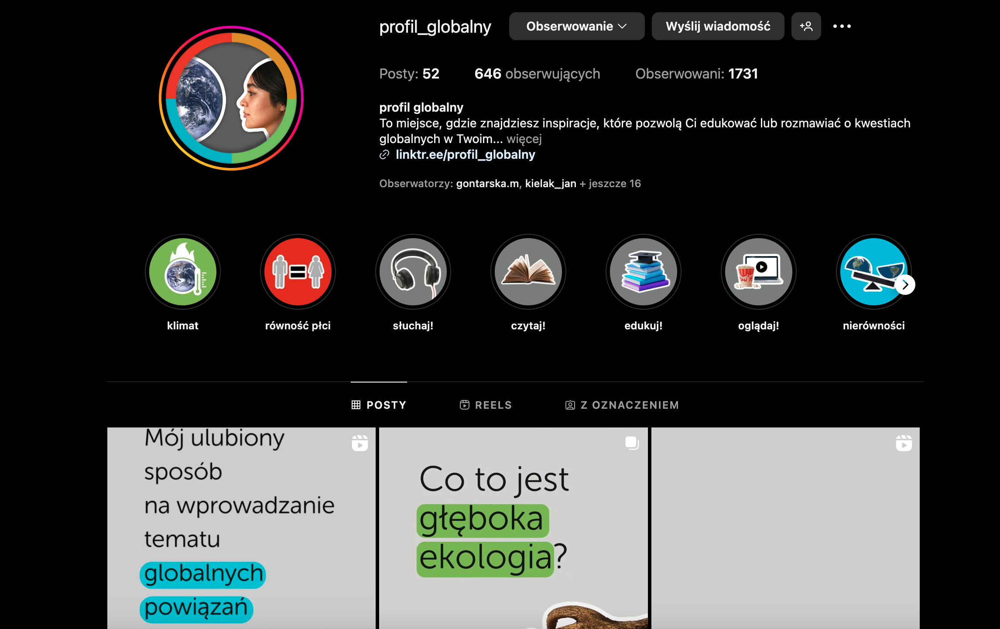 profil_globalny
Obserwowanie
Wyślij wiadomość
Posty: 52
646 obserwujących
Obserwowani: 1731
profil globalny
To miejsce, gdzie znajdziesz inspiracje, które pozwolą Ci edukować lub rozmawiać o kwestiach
globalnych w Twoim... więcej
linktr.ee/profil_globalny
Obserwatorzy: gontarska.m, kielak_jan + jeszcze 16
POPCORN
klimat
równość płci
słuchaj!
czytaj!
edukuj!
oglądaj!
nierówności
POSTY
REELS
Z OZNACZENIEM
Mój ulubiony
sposób
na wprowadzanie
tematu
globalnych
powiązań
Co to jest
głęboka
ekologia?